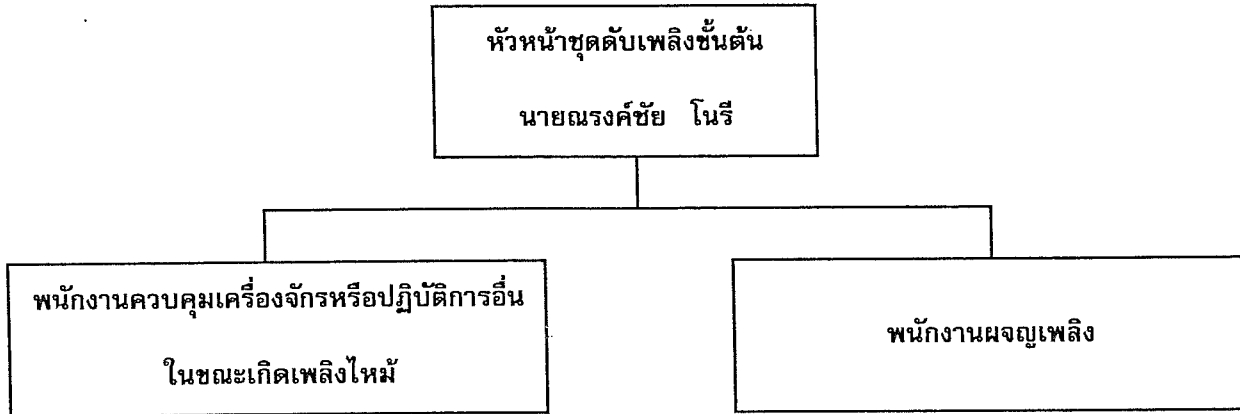 หัวหน้าชุดดับเพลิงชั้นต้น
นายณรงค์ชัย โนรี
พนักงานควบคุมเครื่องจักรหรือปฏิบัติการอื่น
ในขณะเกิดเพลิงไหม้
พนักงานผจญเพลิง